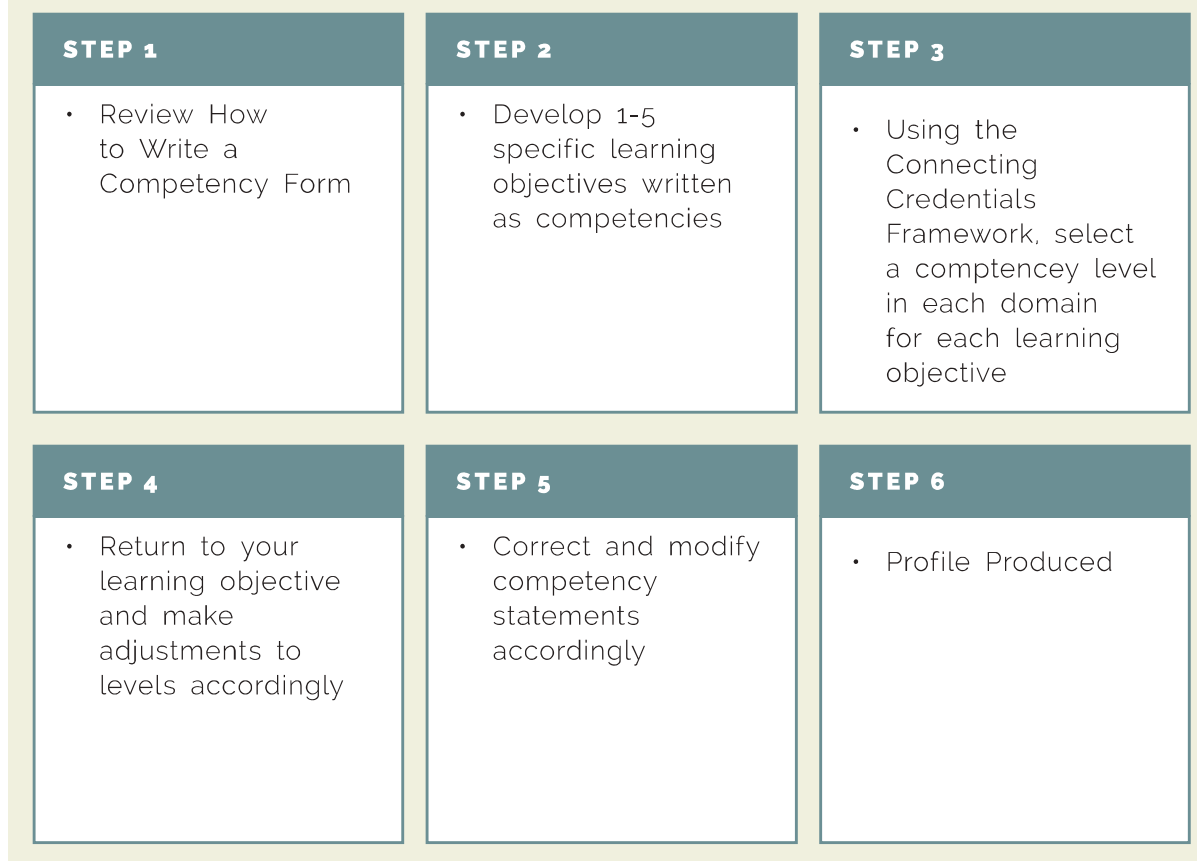 STEP 1
• Review How
to Write a
Competency Form
STEP 2
• Develop 1-5
specific learning
objectives written
as competencies
STEP 3
• Using the
Connecting
Credentials
Framework, select
a comptencey level
in each domain
for each learning
objective
STEP 4
• Return to your
learning objective
and make
adjustments to
levels accordingly
STEP 5
• Correct and modify
competency
statements
accordingly
STEP 6
• Profile Produced